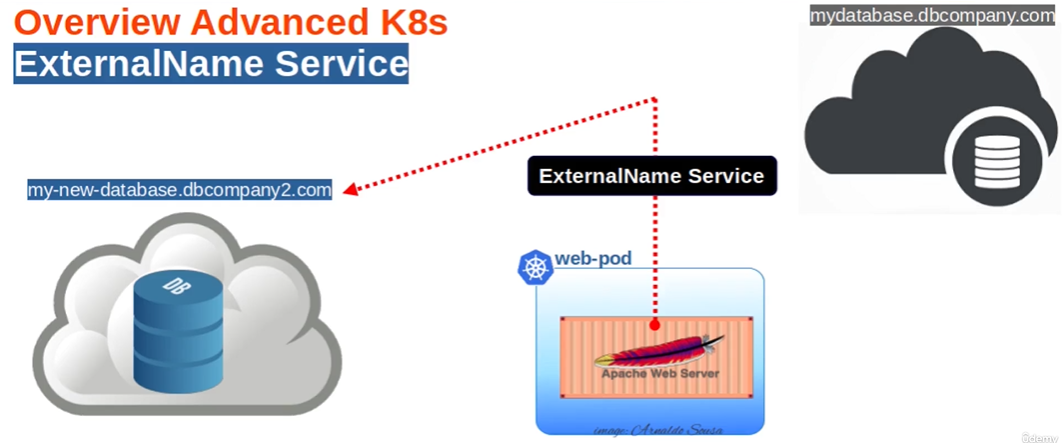 Overview Advanced K8s
ExternalName Service
mydatabase.dbcompany.com
my-new-database.dbcompany2.com
ExternalName Service
web-pod
DB
Apache Web Server
image: Arnaldo Sousa
ûdemy